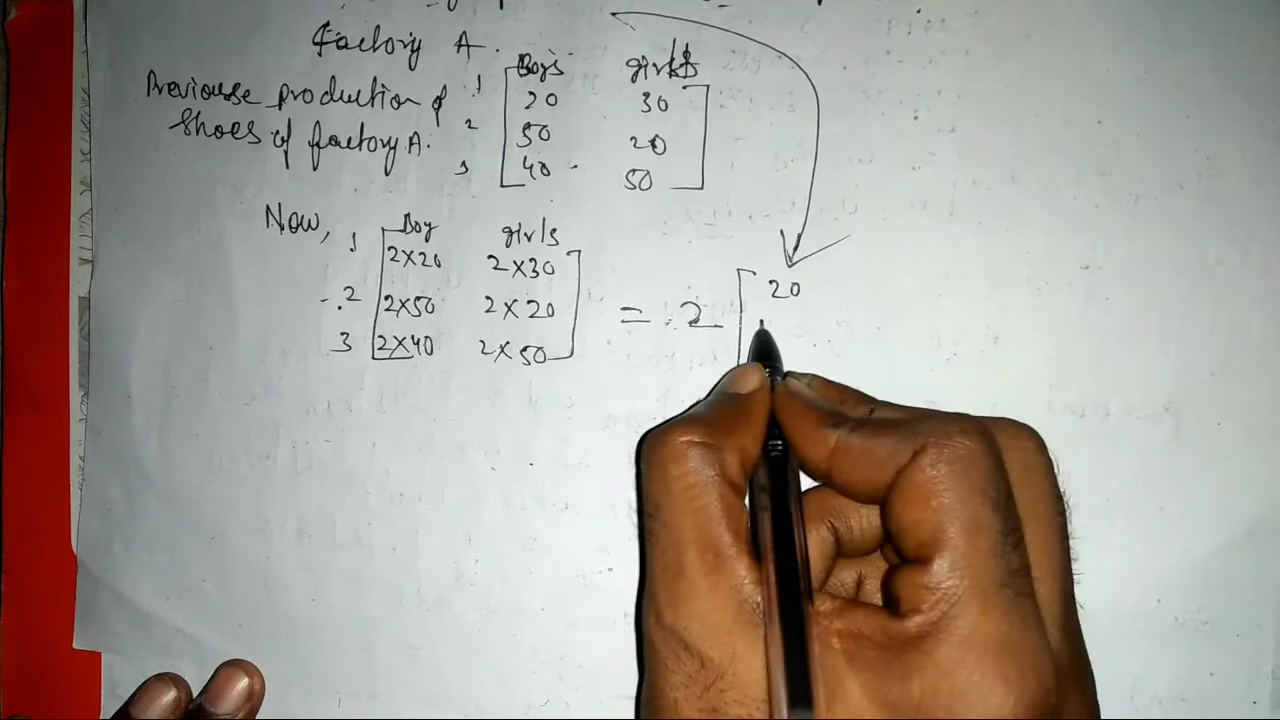 Factory A.
Boys girls
Previouse production of 1 20 30
Shoes of factory A. 2 50 20
3 40 50
Now, Boy girls
1 2×20 2×30
2 2×50 2×20 = 2 20
3 2×40 2×50